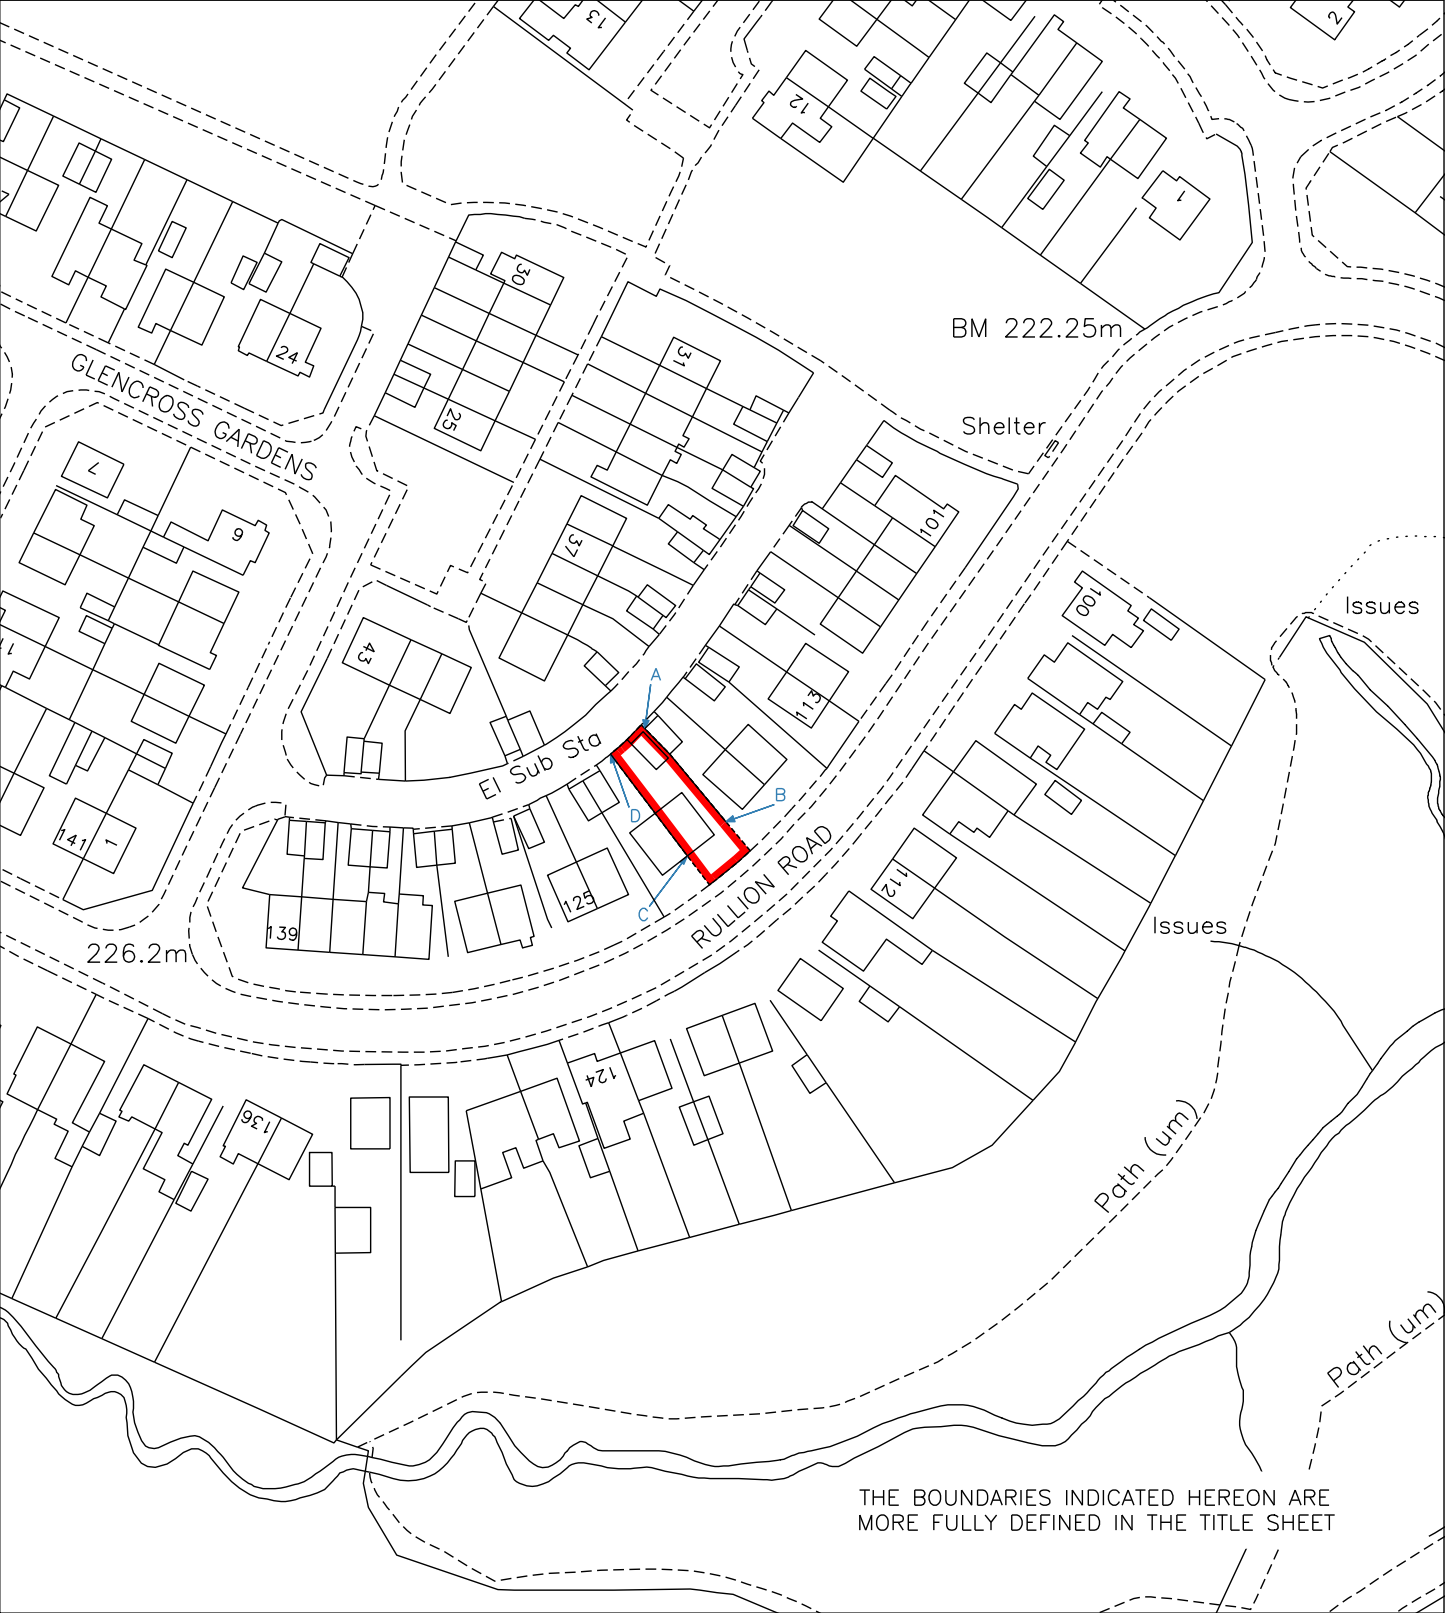 13
2
12
1
30
24
31
BM 222.25m
GLENCROSS GARDENS
25
Shelter
7
9
37
101
100
Issues
43
A
113
El Sub Sta
B
D
141
1
RULLION ROAD
112
125
C
139
226.2m
Issues
124
136
Path (um)
Path (um)
THE BOUNDARIES INDICATED HEREON ARE
MORE FULLY DEFINED IN THE TITLE SHEET